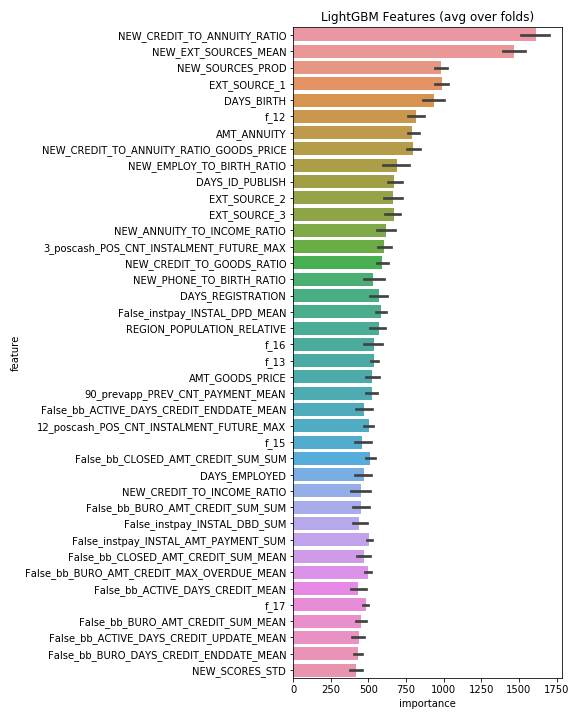 LightGBM Features (avg over folds)
feature
NEW_CREDIT_TO_ANNUITY_RATIO
NEW_EXT_SOURCES_MEAN
NEW_SOURCES_PROD
EXT_SOURCE_1
DAYS_BIRTH
f_12
AMT_ANNUITY
NEW_CREDIT_TO_ANNUITY_RATIO_GOODS_PRICE
NEW_EMPLOY_TO_BIRTH_RATIO
DAYS_ID_PUBLISH
EXT_SOURCE_2
EXT_SOURCE_3
NEW_ANNUITY_TO_INCOME_RATIO
3_poscash_POS_CNT_INSTALMENT_FUTURE_MAX
NEW_CREDIT_TO_GOODS_RATIO
NEW_PHONE_TO_BIRTH_RATIO
DAYS_REGISTRATION
False_instpay_INSTAL_DPD_MEAN
REGION_POPULATION_RELATIVE
f_16
f_13
AMT_GOODS_PRICE
90_prevapp_PREV_CNT_PAYMENT_MEAN
False_bb_ACTIVE_DAYS_CREDIT_ENDDATE_MEAN
12_poscash_POS_CNT_INSTALMENT_FUTURE_MAX
f_15
False_bb_CLOSED_AMT_CREDIT_SUM_SUM
DAYS_EMPLOYED
NEW_CREDIT_TO_INCOME_RATIO
False_bb_BURO_AMT_CREDIT_SUM_SUM
False_instpay_INSTAL_DBD_SUM
False_instpay_INSTAL_AMT_PAYMENT_SUM
False_bb_CLOSED_AMT_CREDIT_SUM_MEAN
False_bb_BURO_AMT_CREDIT_MAX_OVERDUE_MEAN
False_bb_ACTIVE_DAYS_CREDIT_MEAN
f_17
False_bb_BURO_AMT_CREDIT_SUM_MEAN
False_bb_ACTIVE_DAYS_CREDIT_UPDATE_MEAN
False_bb_BURO_DAYS_CREDIT_ENDDATE_MEAN
NEW_SCORES_STD
0 250 500 750 1000 1250 1500 1750
importance